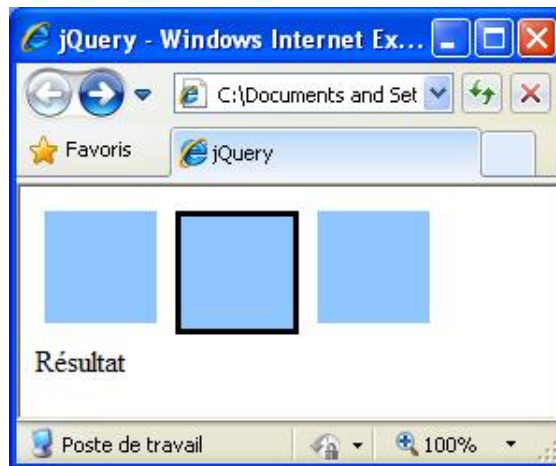 jQuery - Windows Internet Ex...
C:\Documents and Set
Favoris
jQuery
Résultat
Poste de travail
100%